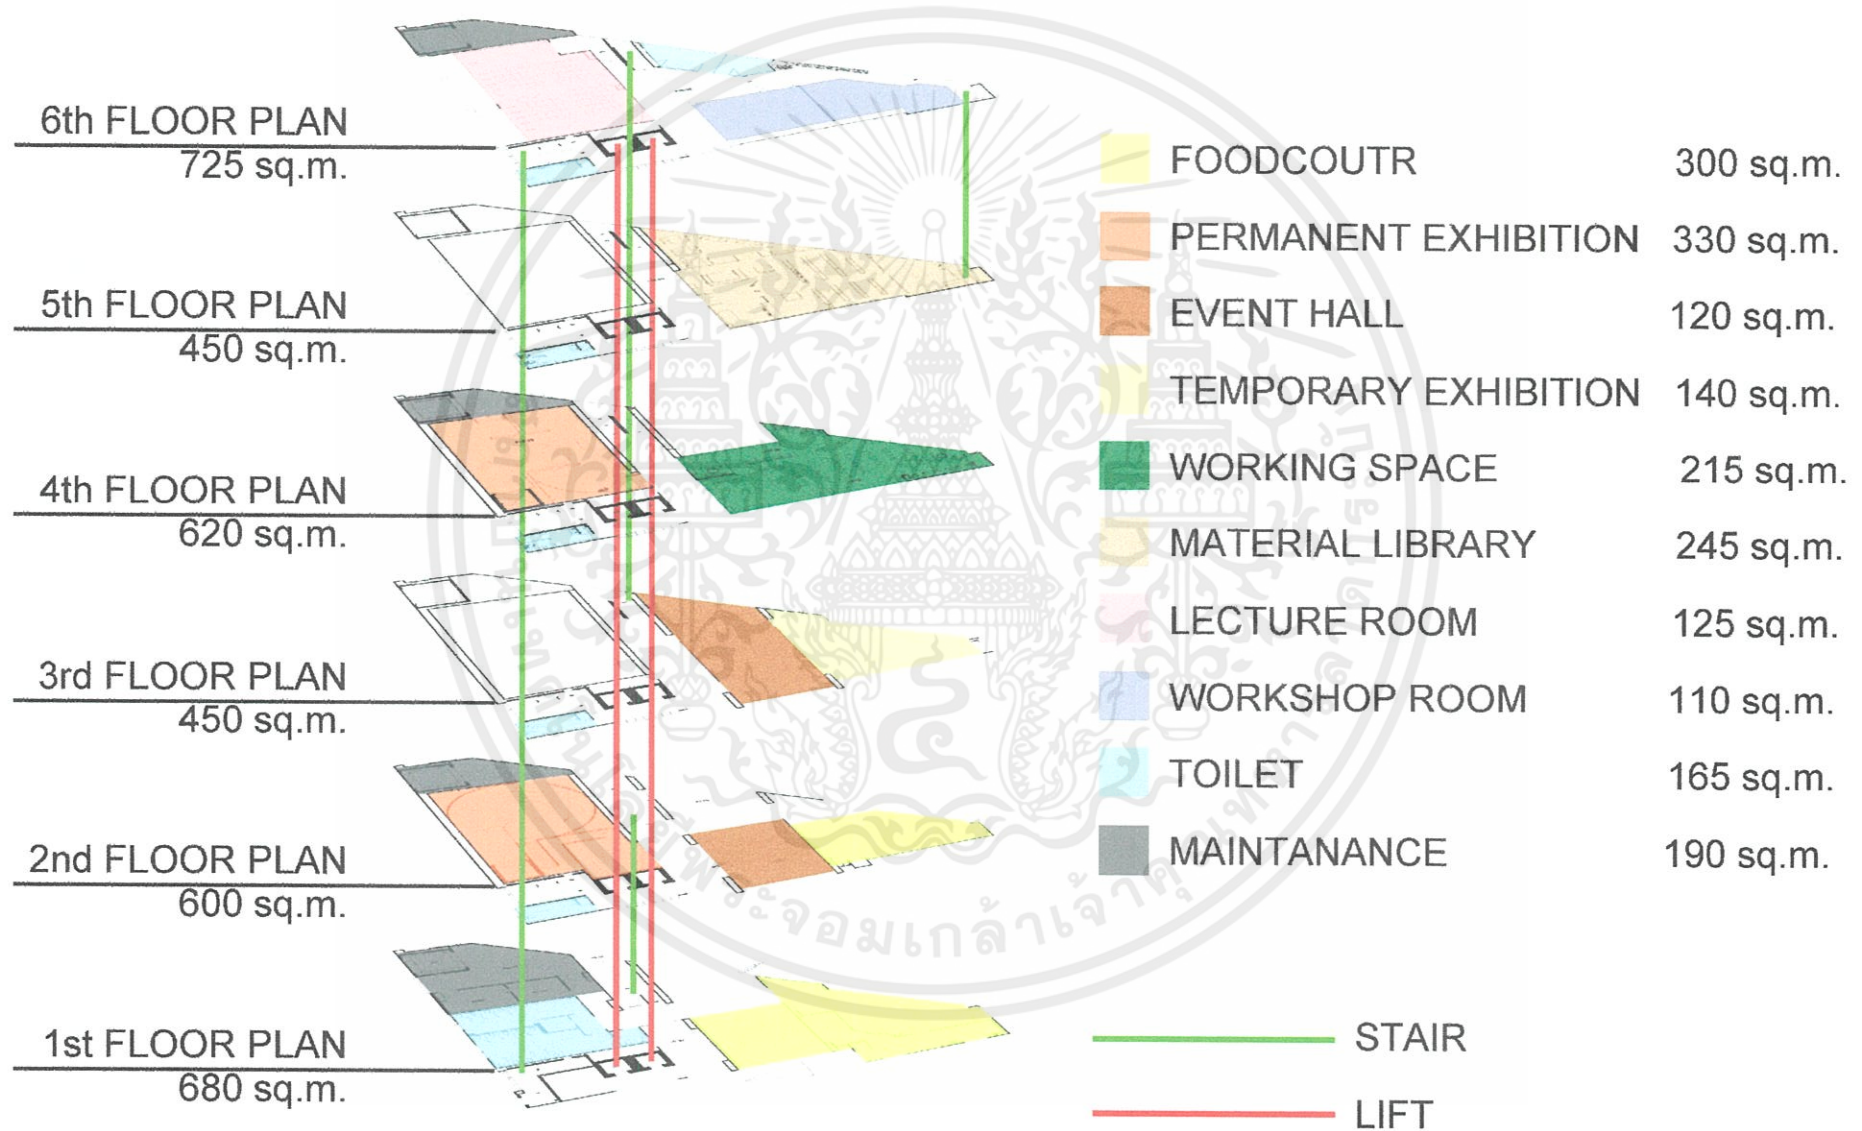 6th FLOOR PLAN
725 sq.m.
5th FLOOR PLAN
450 sq.m.
4th FLOOR PLAN
620 sq.m.
3rd FLOOR PLAN
450 sq.m.
2nd FLOOR PLAN
600 sq.m.
1st FLOOR PLAN
680 sq.m.
FOODCOUTR 300 sq.m.
PERMANENT EXHIBITION 330 sq.m.
EVENT HALL 120 sq.m.
TEMPORARY EXHIBITION 140 sq.m.
WORKING SPACE 215 sq.m.
MATERIAL LIBRARY 245 sq.m.
LECTURE ROOM 125 sq.m.
WORKSHOP ROOM 110 sq.m.
TOILET 165 sq.m.
MAINTANANCE 190 sq.m.
STAIR
LIFT